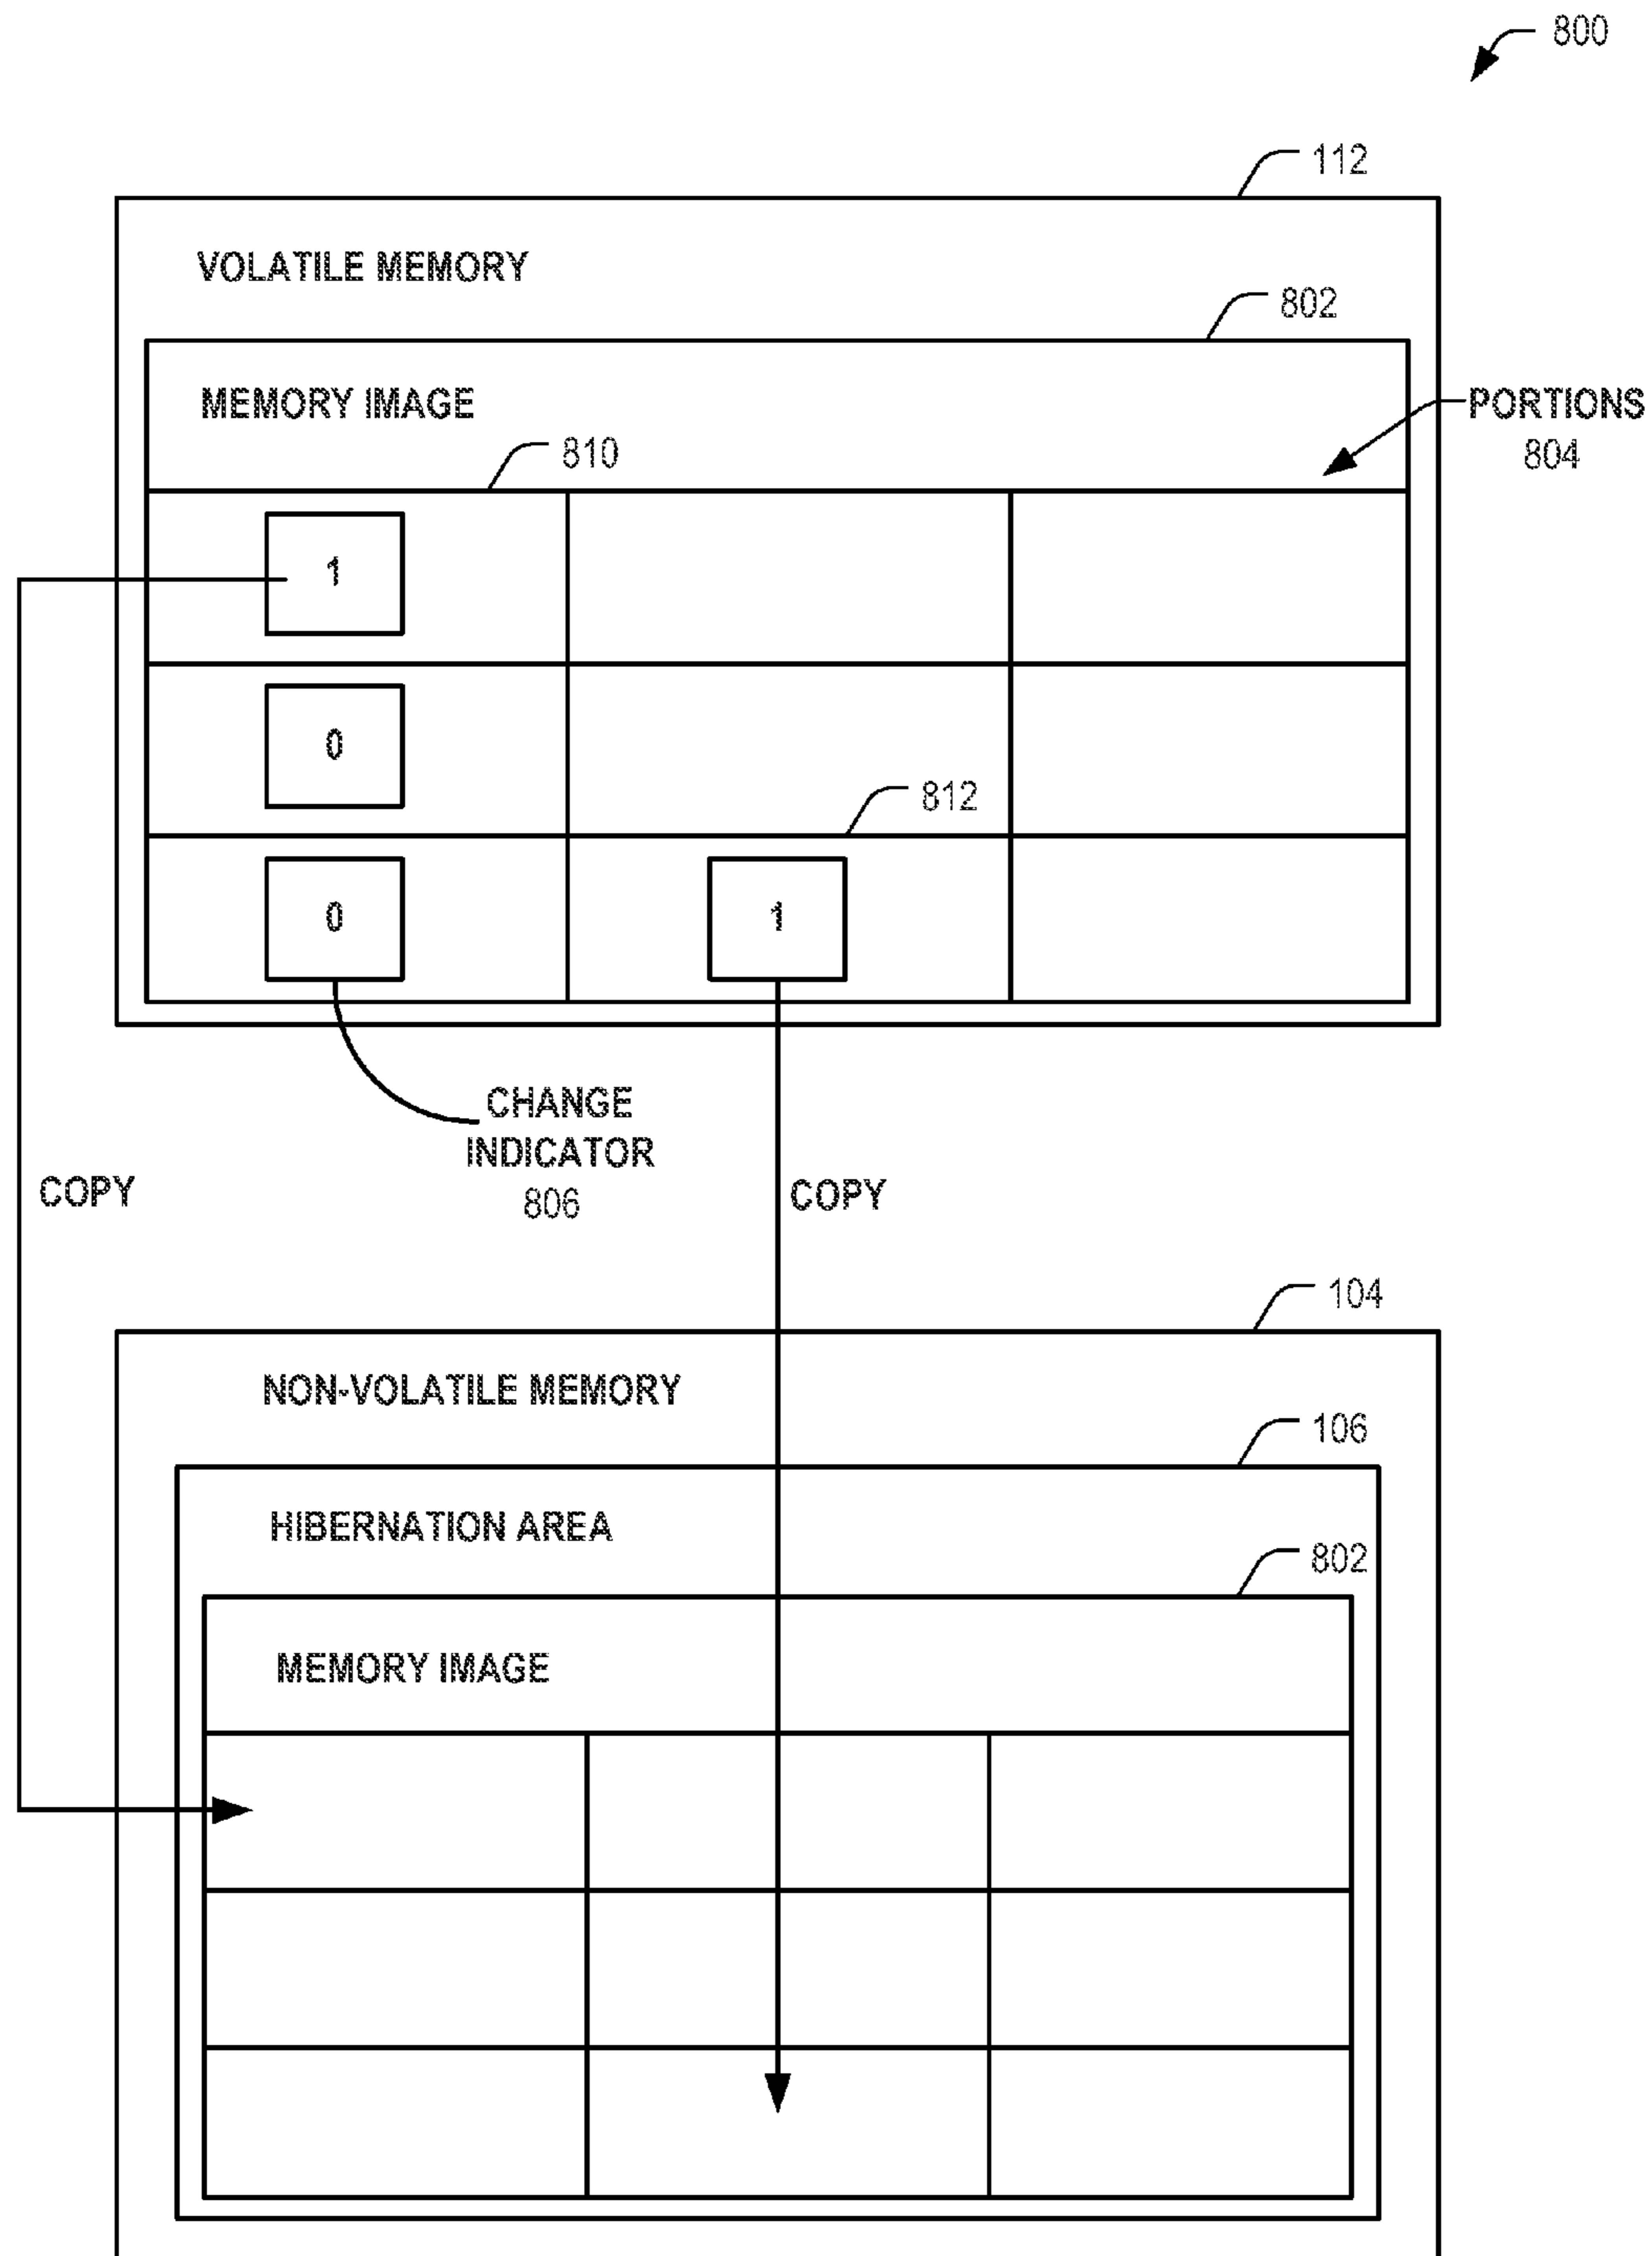 800
112
VOLATILE MEMORY
802
MEMORY IMAGE
PORTIONS
804
810
1
0
812
0
1
CHANGE
INDICATOR
806
COPY
COPY
104
NON-VOLATILE MEMORY
106
HIBERNATION AREA
802
MEMORY IMAGE